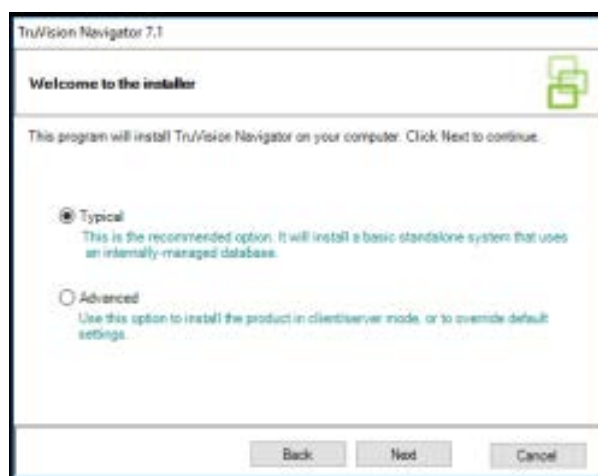 TruVision Navigator 7.1
Welcome to the installer
This program will install TruVision Navigator on your computer. Click Next to continue.
Typical
This is the recommended option. It will install a basic standalone system that uses
an internally-managed database.
Advanced
Use this option to install the product in client/server mode, or to override default
settings.
Back Next Cancel